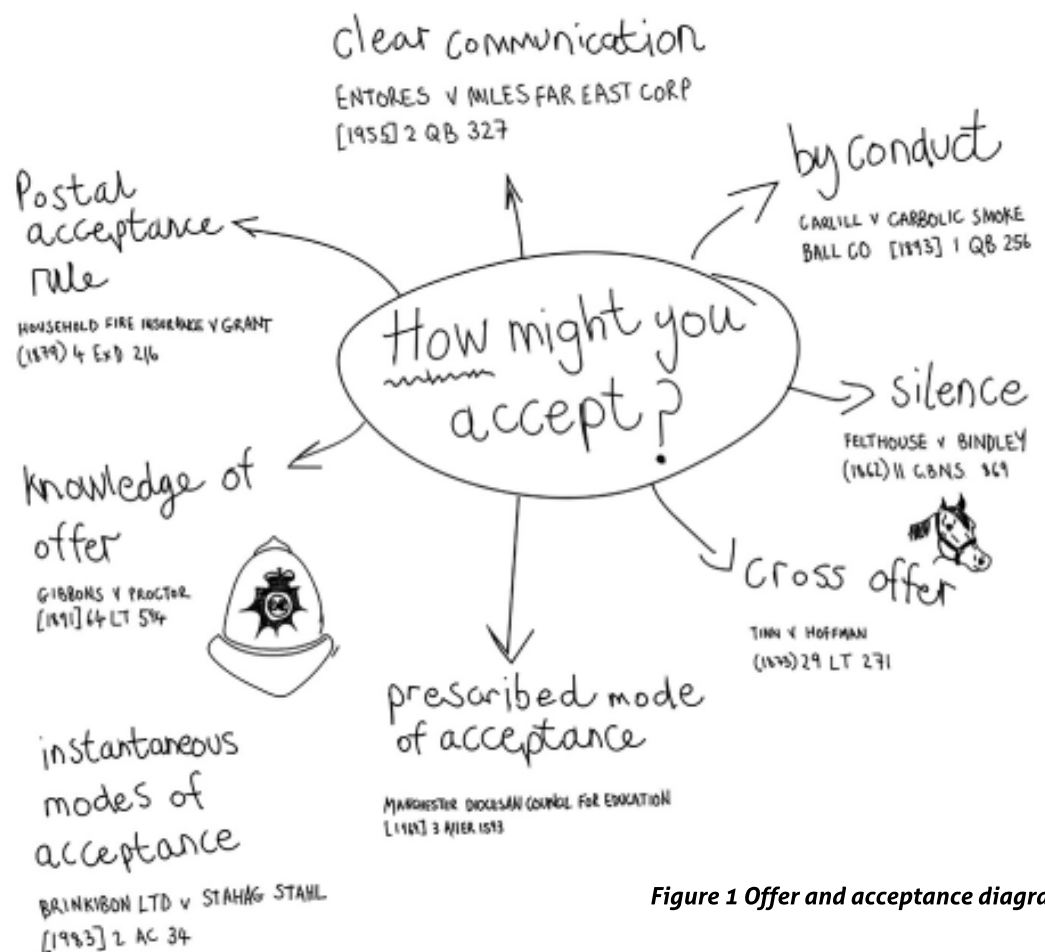 clear communication
ENTORES V MILES FAR EAST CORP
[1955] 2 QB 327
by conduct
CARLILL V CARBOLIC SMOKE
BALL CO [1893] 1 QB 256
Postal
acceptance
rule
HOUSEHOLD FIRE INSURANCE V GRANT
(1879) 4 ExD 216
How might you
accept?
silence
FELTHOUSE V BINDLEY
(1862) 11 C.B.N.S. 869
knowledge of
offer
GIBBONS V PROCTOR
[1891] 64 LT 594
cross offer
TINN V HOFFMAN
(1873) 29 LT 271
prescribed mode
of acceptance
MANCHESTER DIOCESAN COUNCIL FOR EDUCATION
3 All ER 1593
instantaneous
modes of
acceptance
BRINKIBON LTD v STAHAG STAHL
[1983] 2 AC 34
Figure 1 Offer and acceptance diagra